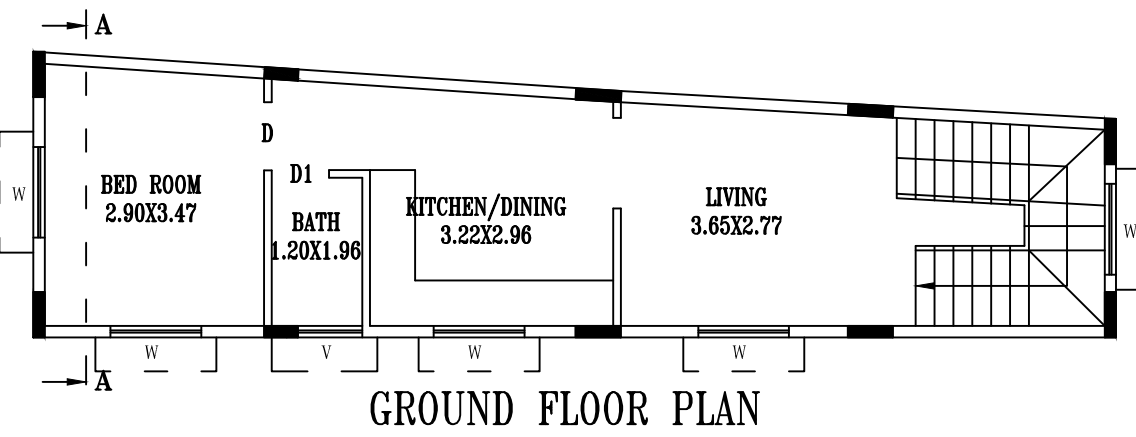 A
D
D1
BED ROOM
2.90X3.47
W
BATH
1.20X1.96
KITCHEN/DINING
3.22X2.96
LIVING
3.65X2.77
W
W
V
W
W
A
GROUND FLOOR PLAN